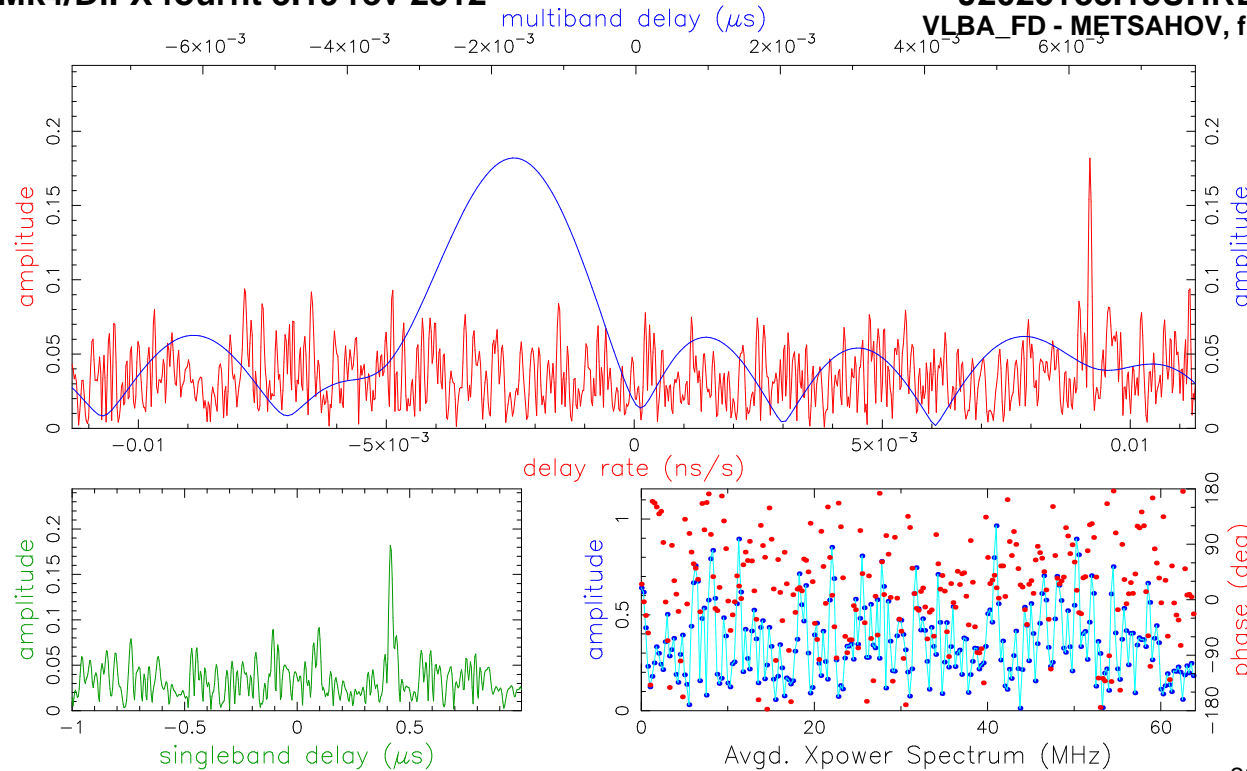 multiband delay (μs)
VLBA_FD - METSAHOV, f
−6×10⁻³ −4×10⁻³ −2×10⁻³ 0 2×10⁻³ 4×10⁻³ 6×10⁻³
amplitude
0 0.05 0.1 0.15 0.2
0 0.05 0.1 0.15 0.2
amplitude
−0.01 −5×10⁻³ 0 5×10⁻³ 0.01
delay rate (ns/s)
amplitude
0 0.05 0.1 0.15 0.2
−1 −0.5 0 0.5
singleband delay (μs)
amplitude
0 0.5 1
0 20 40 60
Avgd. Xpower Spectrum (MHz)
−180 −90 0 90 180
phase (deg)